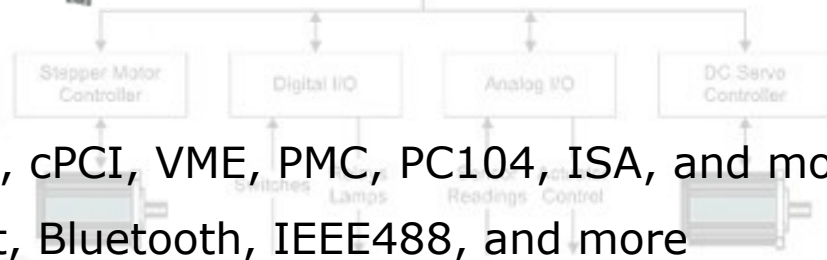 Stepper Motor Controller
Digital I/O
Analog I/O
DC Servo Controller
, cPCI, VME, PMC, PC104, ISA, and mo
Switches
Lamps
Readings
Control
t, Bluetooth, IEEE488, and more